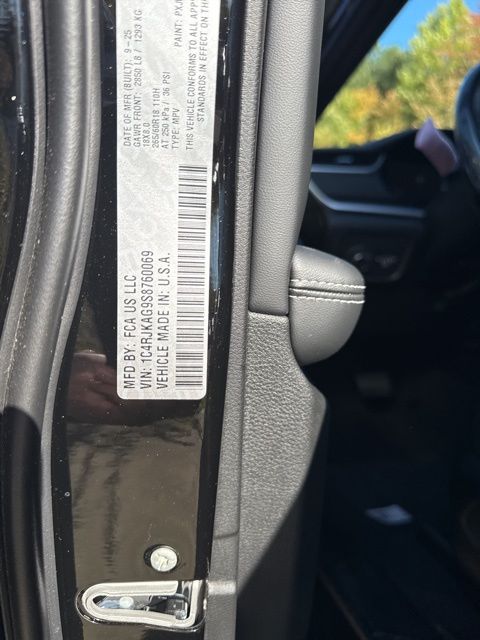 MFD BY: FCA US LLC
DATE OF MFR (BUILT): 9 - 25
GAWR FRONT: 2850 LB / 1293 KG
18X8.0
265/60R18 110H
AT 250 kPa / 36 PSI
TYPE: MPV
PAINT: PXJ
THIS VEHICLE CONFORMS TO ALL APP
STANDARDS IN EFFECT ON THE
VIN: 1C4RJKAG9S8760069
VEHICLE MADE IN: U.S.A.